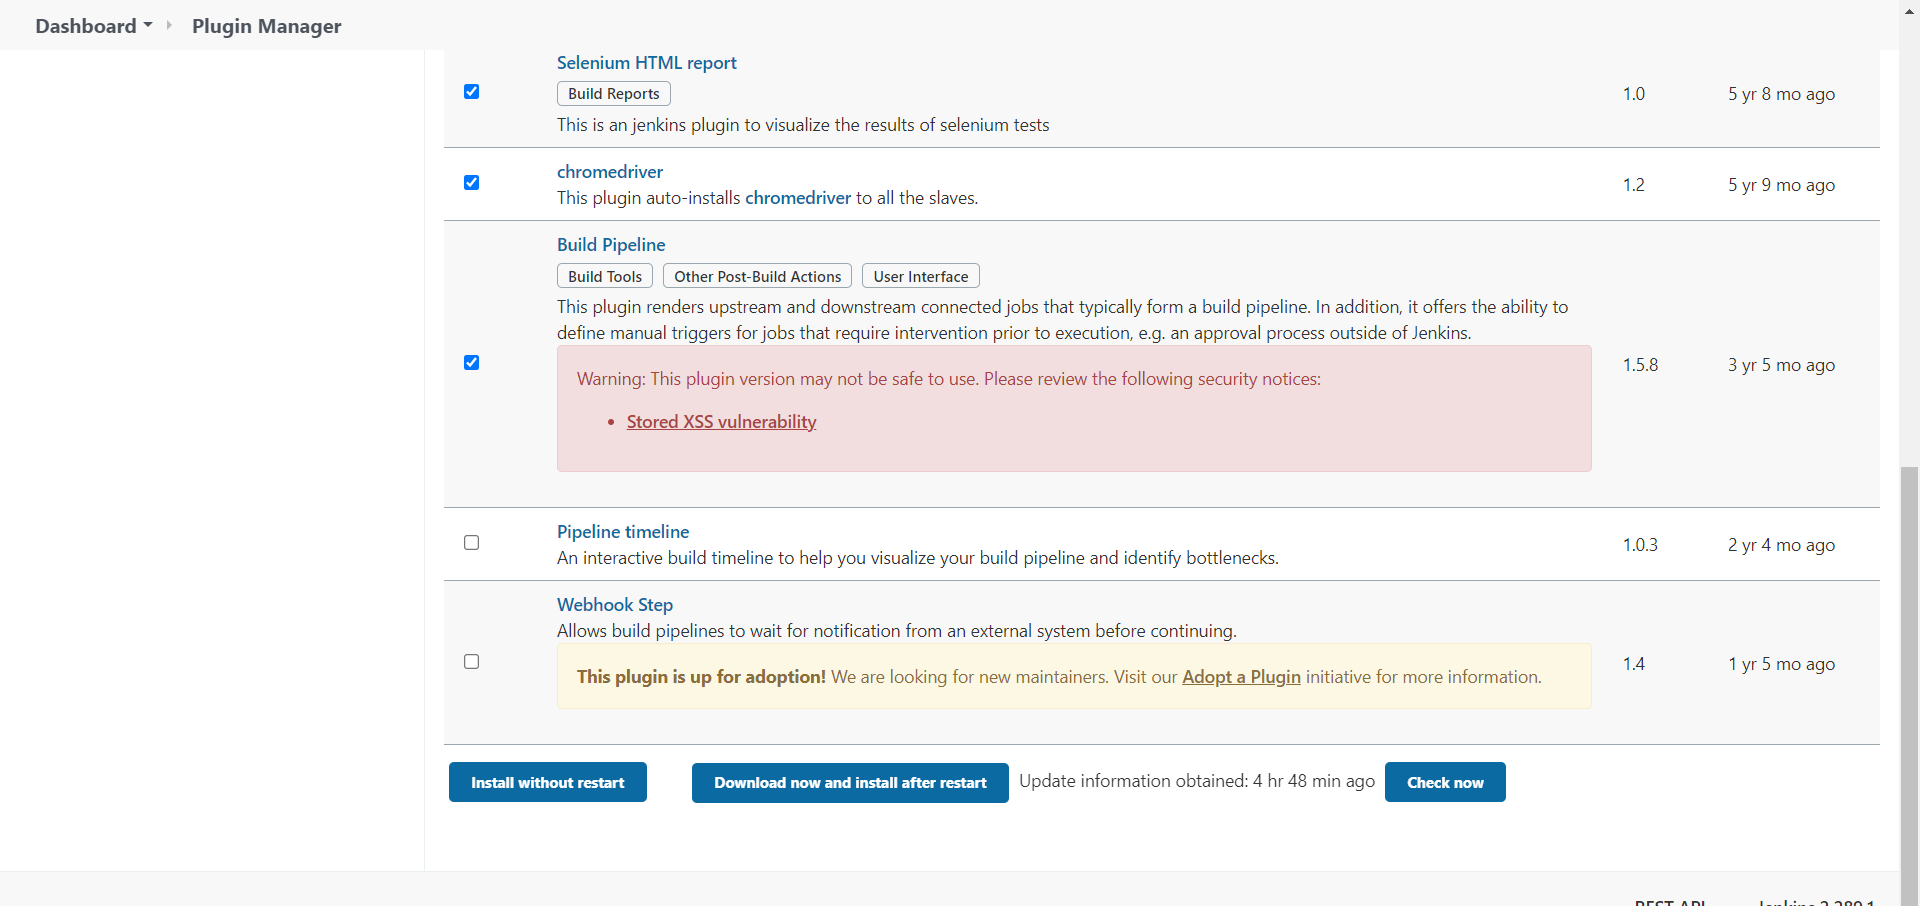 Dashboard
Plugin Manager
Selenium HTML report
Build Reports
This is an jenkins plugin to visualize the results of selenium tests
1.0
5 yr 8 mo ago
chromedriver
This plugin auto-installs chromedriver to all the slaves.
1.2
5 yr 9 mo ago
Build Pipeline
Build Tools
Other Post-Build Actions
User Interface
This plugin renders upstream and downstream connected jobs that typically form a build pipeline. In addition, it offers the ability to
define manual triggers for jobs that require intervention prior to execution, e.g. an approval process outside of Jenkins.
Warning: This plugin version may not be safe to use. Please review the following security notices:
• Stored XSS vulnerability
1.5.8
3 yr 5 mo ago
Pipeline timeline
An interactive build timeline to help you visualize your build pipeline and identify bottlenecks.
1.0.3
2 yr 4 mo ago
Webhook Step
Allows build pipelines to wait for notification from an external system before continuing.
This plugin is up for adoption! We are looking for new maintainers. Visit our Adopt a Plugin initiative for more information.
1.4
1 yr 5 mo ago
Install without restart
Download now and install after restart
Update information obtained: 4 hr 48 min ago
Check now
REST API
Jenkins 2.289.1